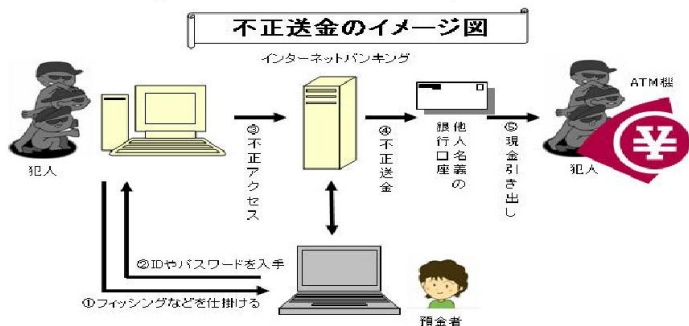 不正送金のイメージ図
インターネットバンキング
ATM機
犯人
③不正アクセス
④不正送金
他人名義の
銀行口座
⑤現金引き出し
犯人
②IDやパスワードを入手
①フィッシングなどを仕掛ける
預金者